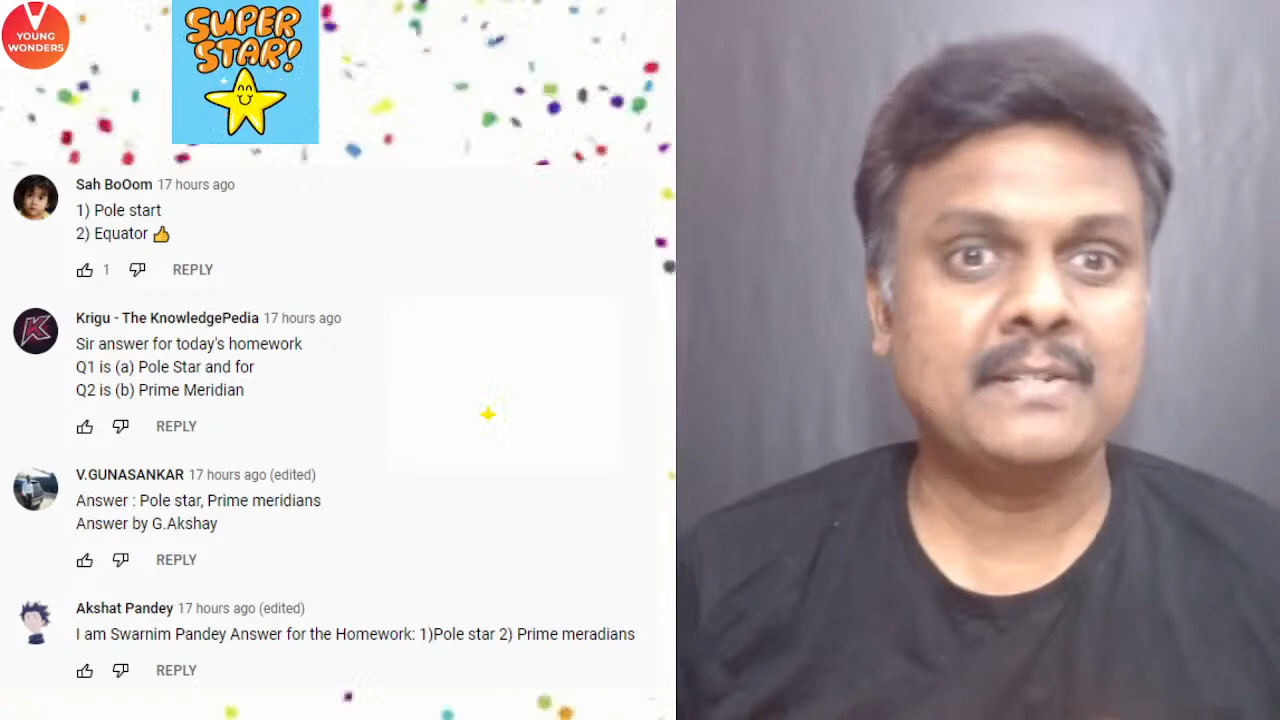 YOUNG
WONDERS
SUPER
STAR!
Sah BoOom 17 hours ago
1) Pole start
2) Equator 👍
1 REPLY
Krigu - The KnowledgePedia 17 hours ago
Sir answer for today's homework
Q1 is (a) Pole Star and for
Q2 is (b) Prime Meridian
REPLY
V.GUNASANKAR 17 hours ago (edited)
Answer : Pole star, Prime meridians
Answer by G.Akshay
REPLY
Akshat Pandey 17 hours ago (edited)
I am Swarnim Pandey Answer for the Homework: 1)Pole star 2) Prime meradians
REPLY